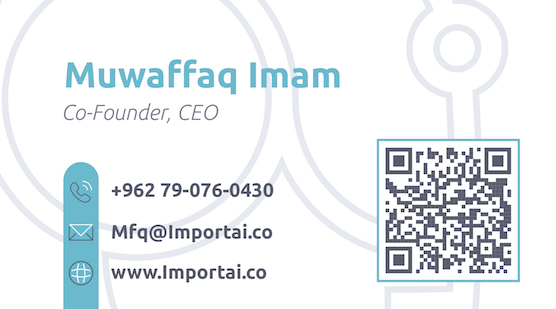 Muwaffaq Imam
Co-Founder, CEO
+962 79-076-0430
Mfq@Importai.co
www.Importai.co